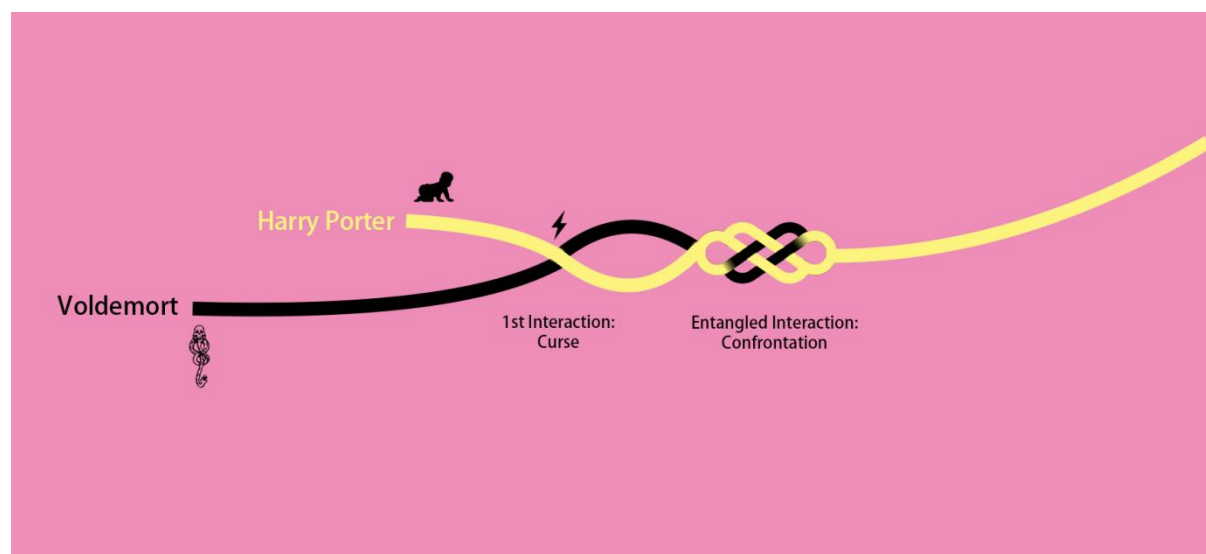 Harry Porter
Voldemort
1st Interaction:
Curse
Entangled Interaction:
Confrontation